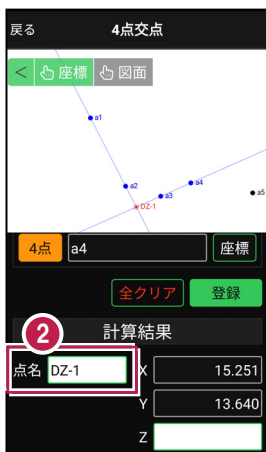 戻る 4点交点
< 座標 図面
a1
a2
a3
a4
a5
DZ-1
4点 a4 座標
全クリア 登録
計算結果
2
点名 DZ-1 X 15.251
Y 13.640
Z